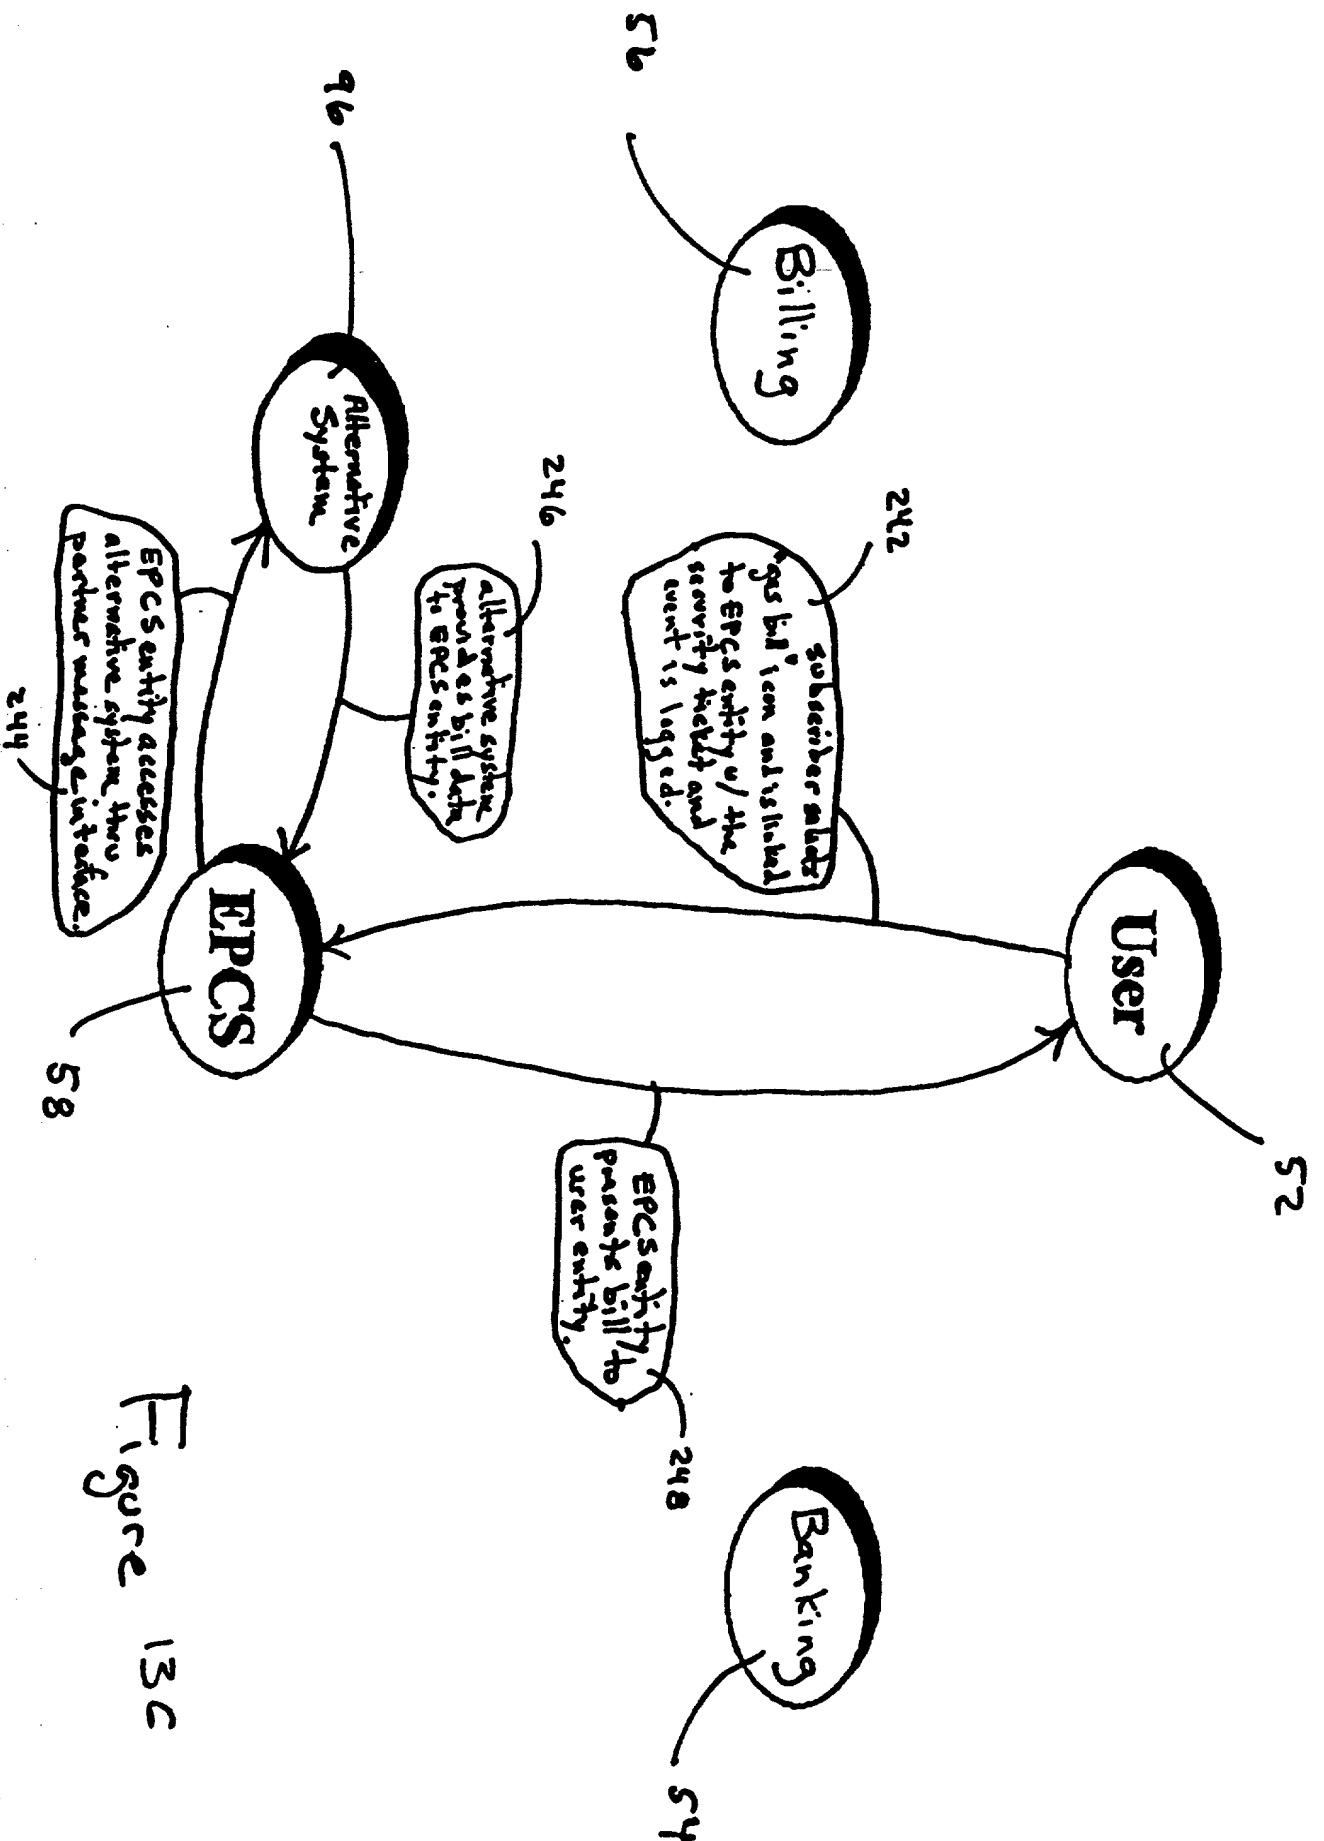 52
User
242
subscriber selects
"gas bill" icon and is linked
to EPCS entity w/ the
security ticket and
event is logged.
56
Billing
Banking
54
246
alternative system
provides bill data
to EPCS entity.
EPCS entity
presents bill to
user entity.
248
96
Alternative
System
EPCS
58
EPCS entity accesses
alternative system thru
partner message interface.
244
Figure 13C